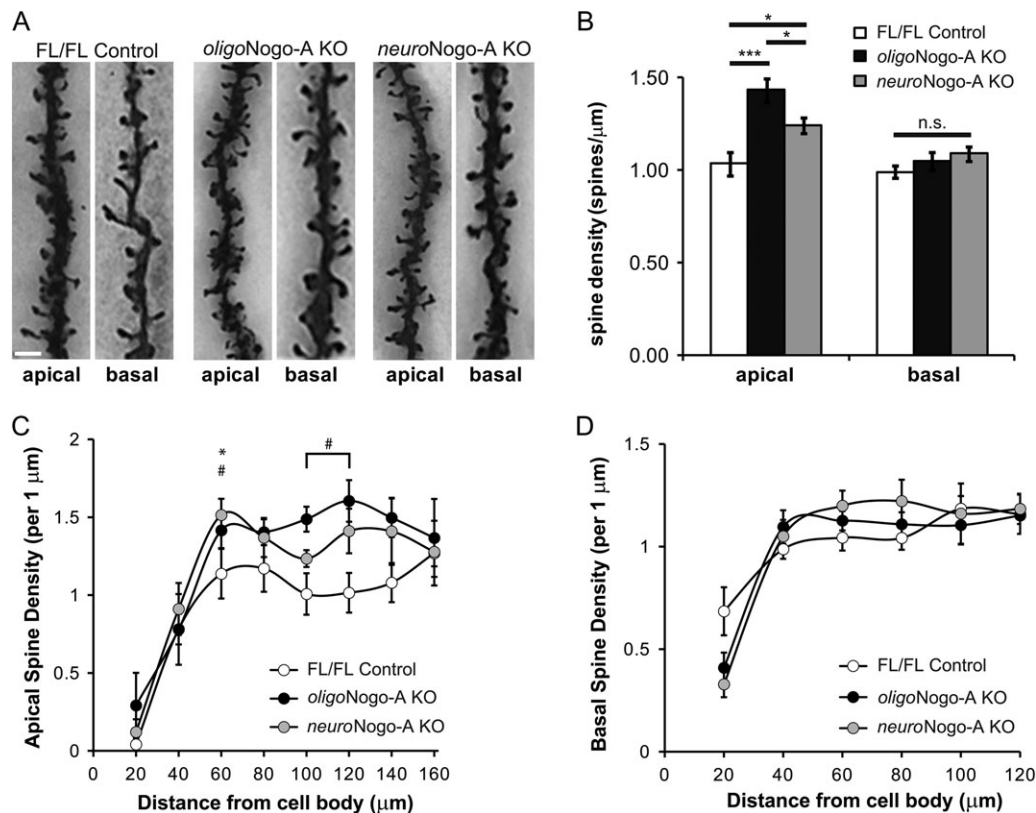 A
FL/FL Control oligoNogo-A KO neuroNogo-A KO
apical basal apical basal apical basal
B
* 
*
***
n.s.
FL/FL Control
oligoNogo-A KO
neuroNogo-A KO
spine density (spines/μm)
1.50
1.00
0.50
0.00
apical basal
C
Apical Spine Density (per 1 μm)
2
1.5
1
0.5
0
*
#
#
FL/FL Control
oligoNogo-A KO
neuroNogo-A KO
0 20 40 60 80 100 120 140 160
Distance from cell body (μm)
D
Basal Spine Density (per 1 μm)
1.5
1
0.5
0
FL/FL Control
oligoNogo-A KO
neuroNogo-A KO
0 20 40 60 80 100 120
Distance from cell body (μm)